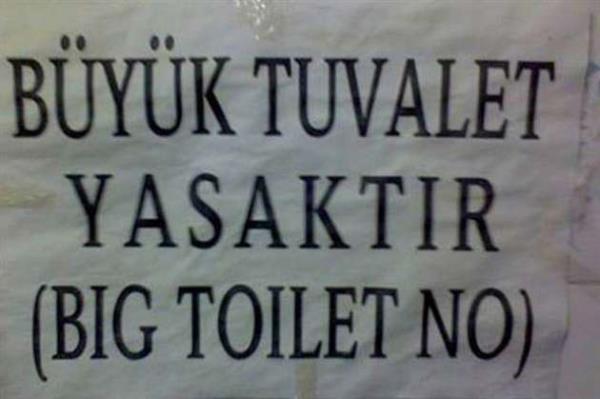 BÜYÜK TUVALET
YASAKTIR
(BIG TOILET NO)